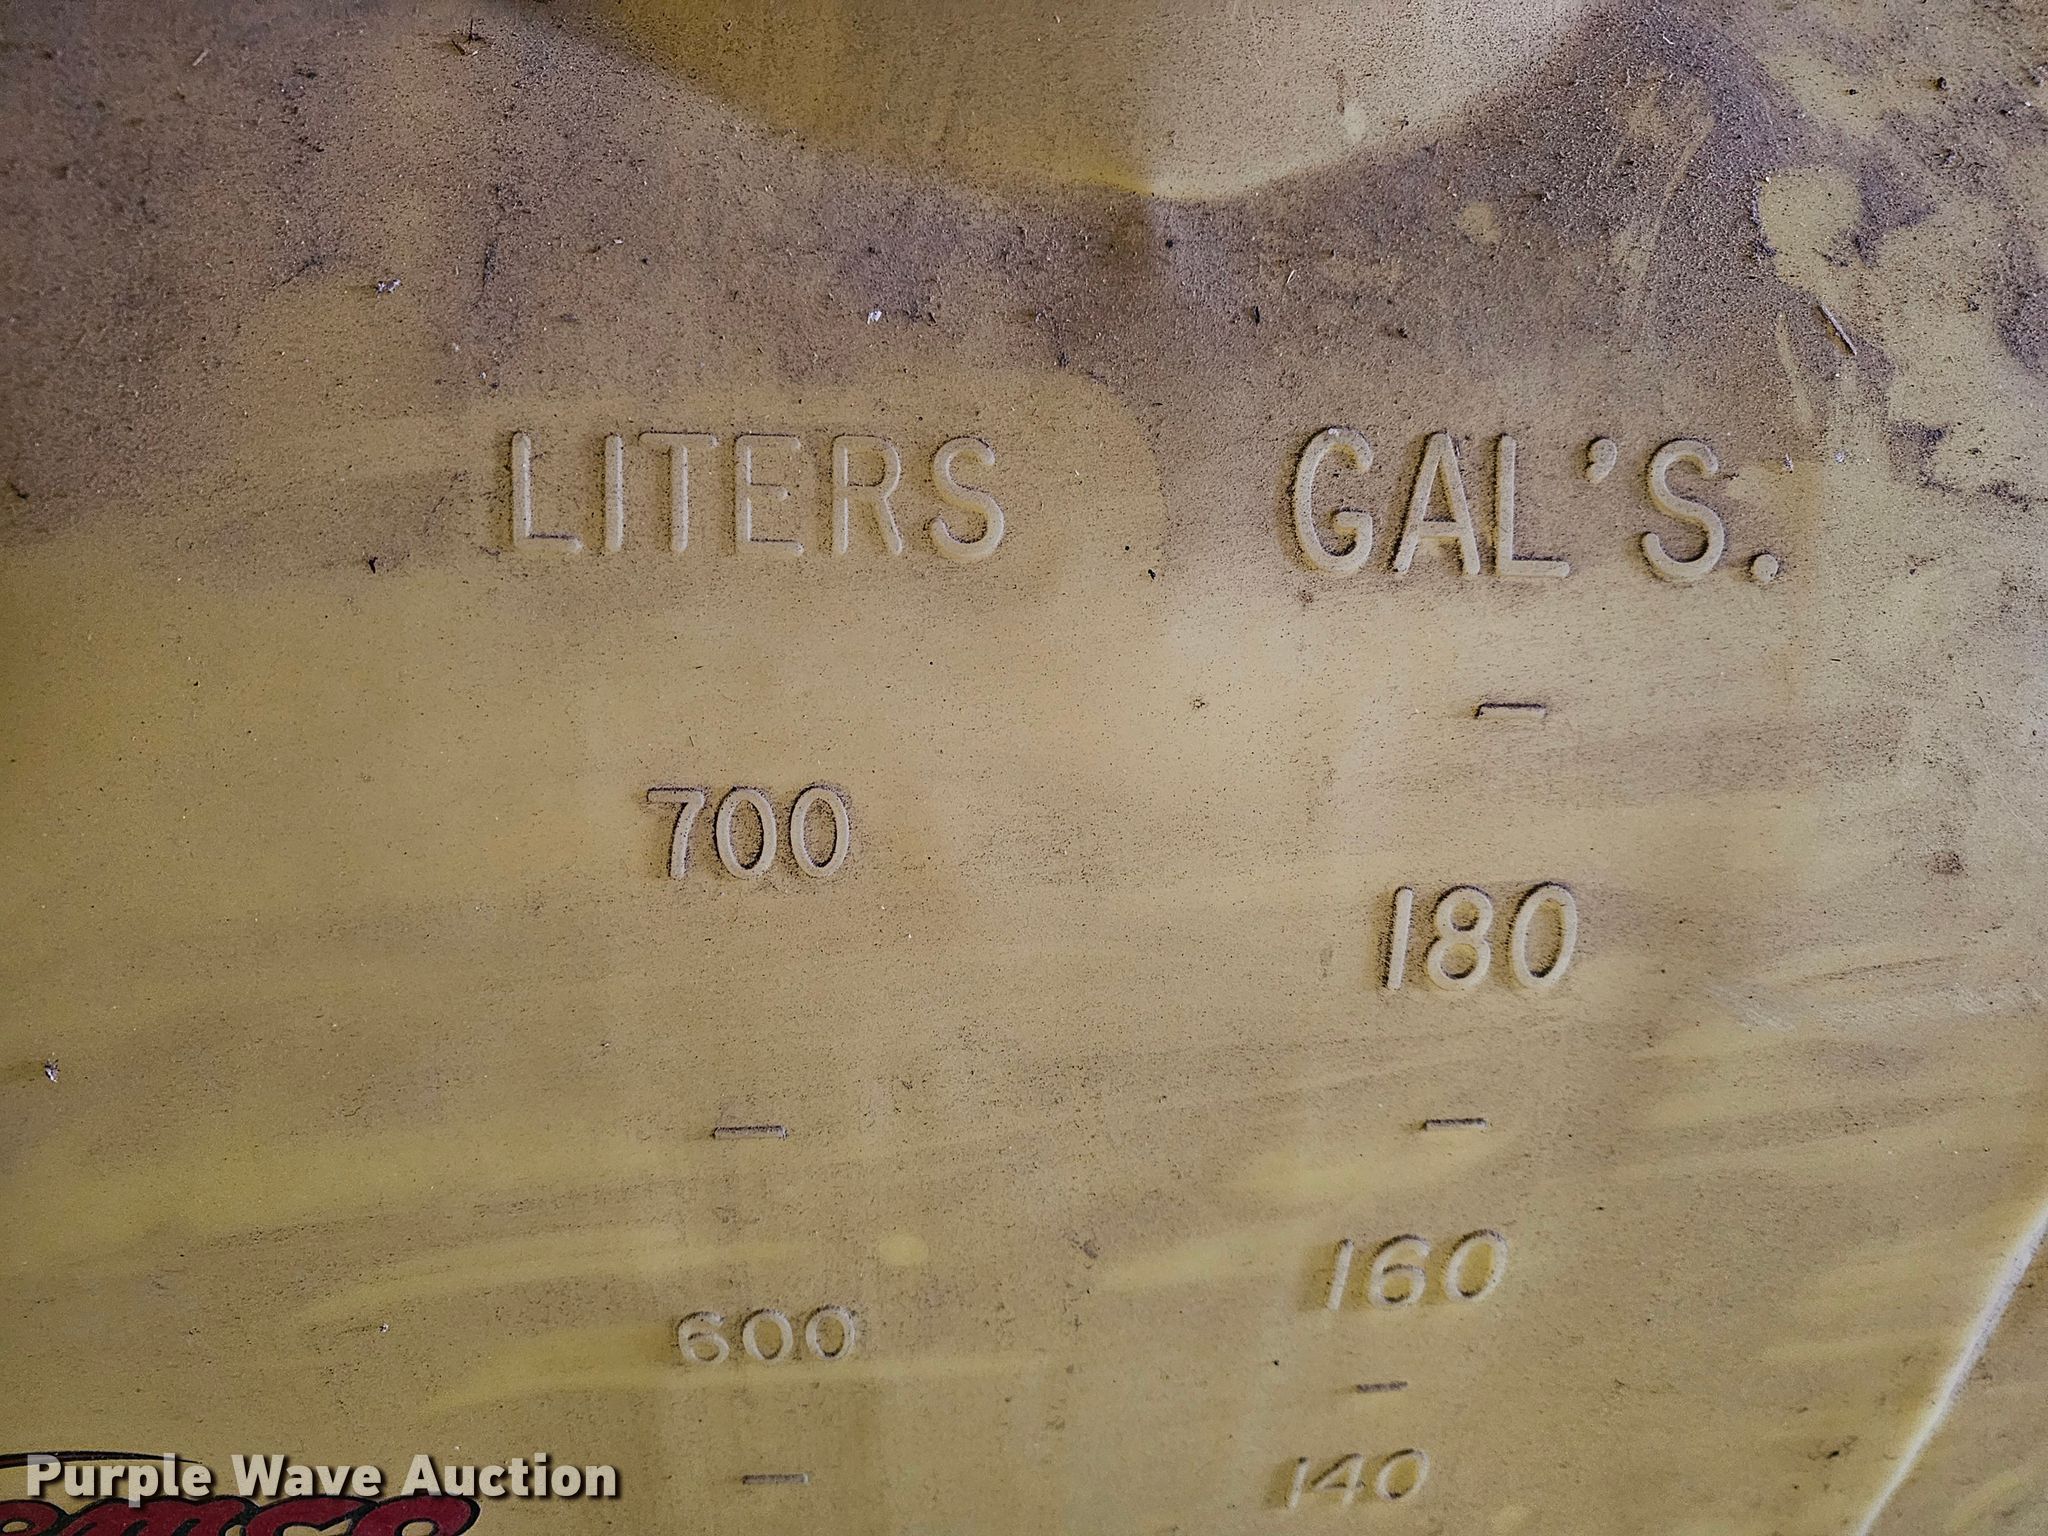 LITERS GAL'S.
700
180
160
600
140
Purple Wave Auction